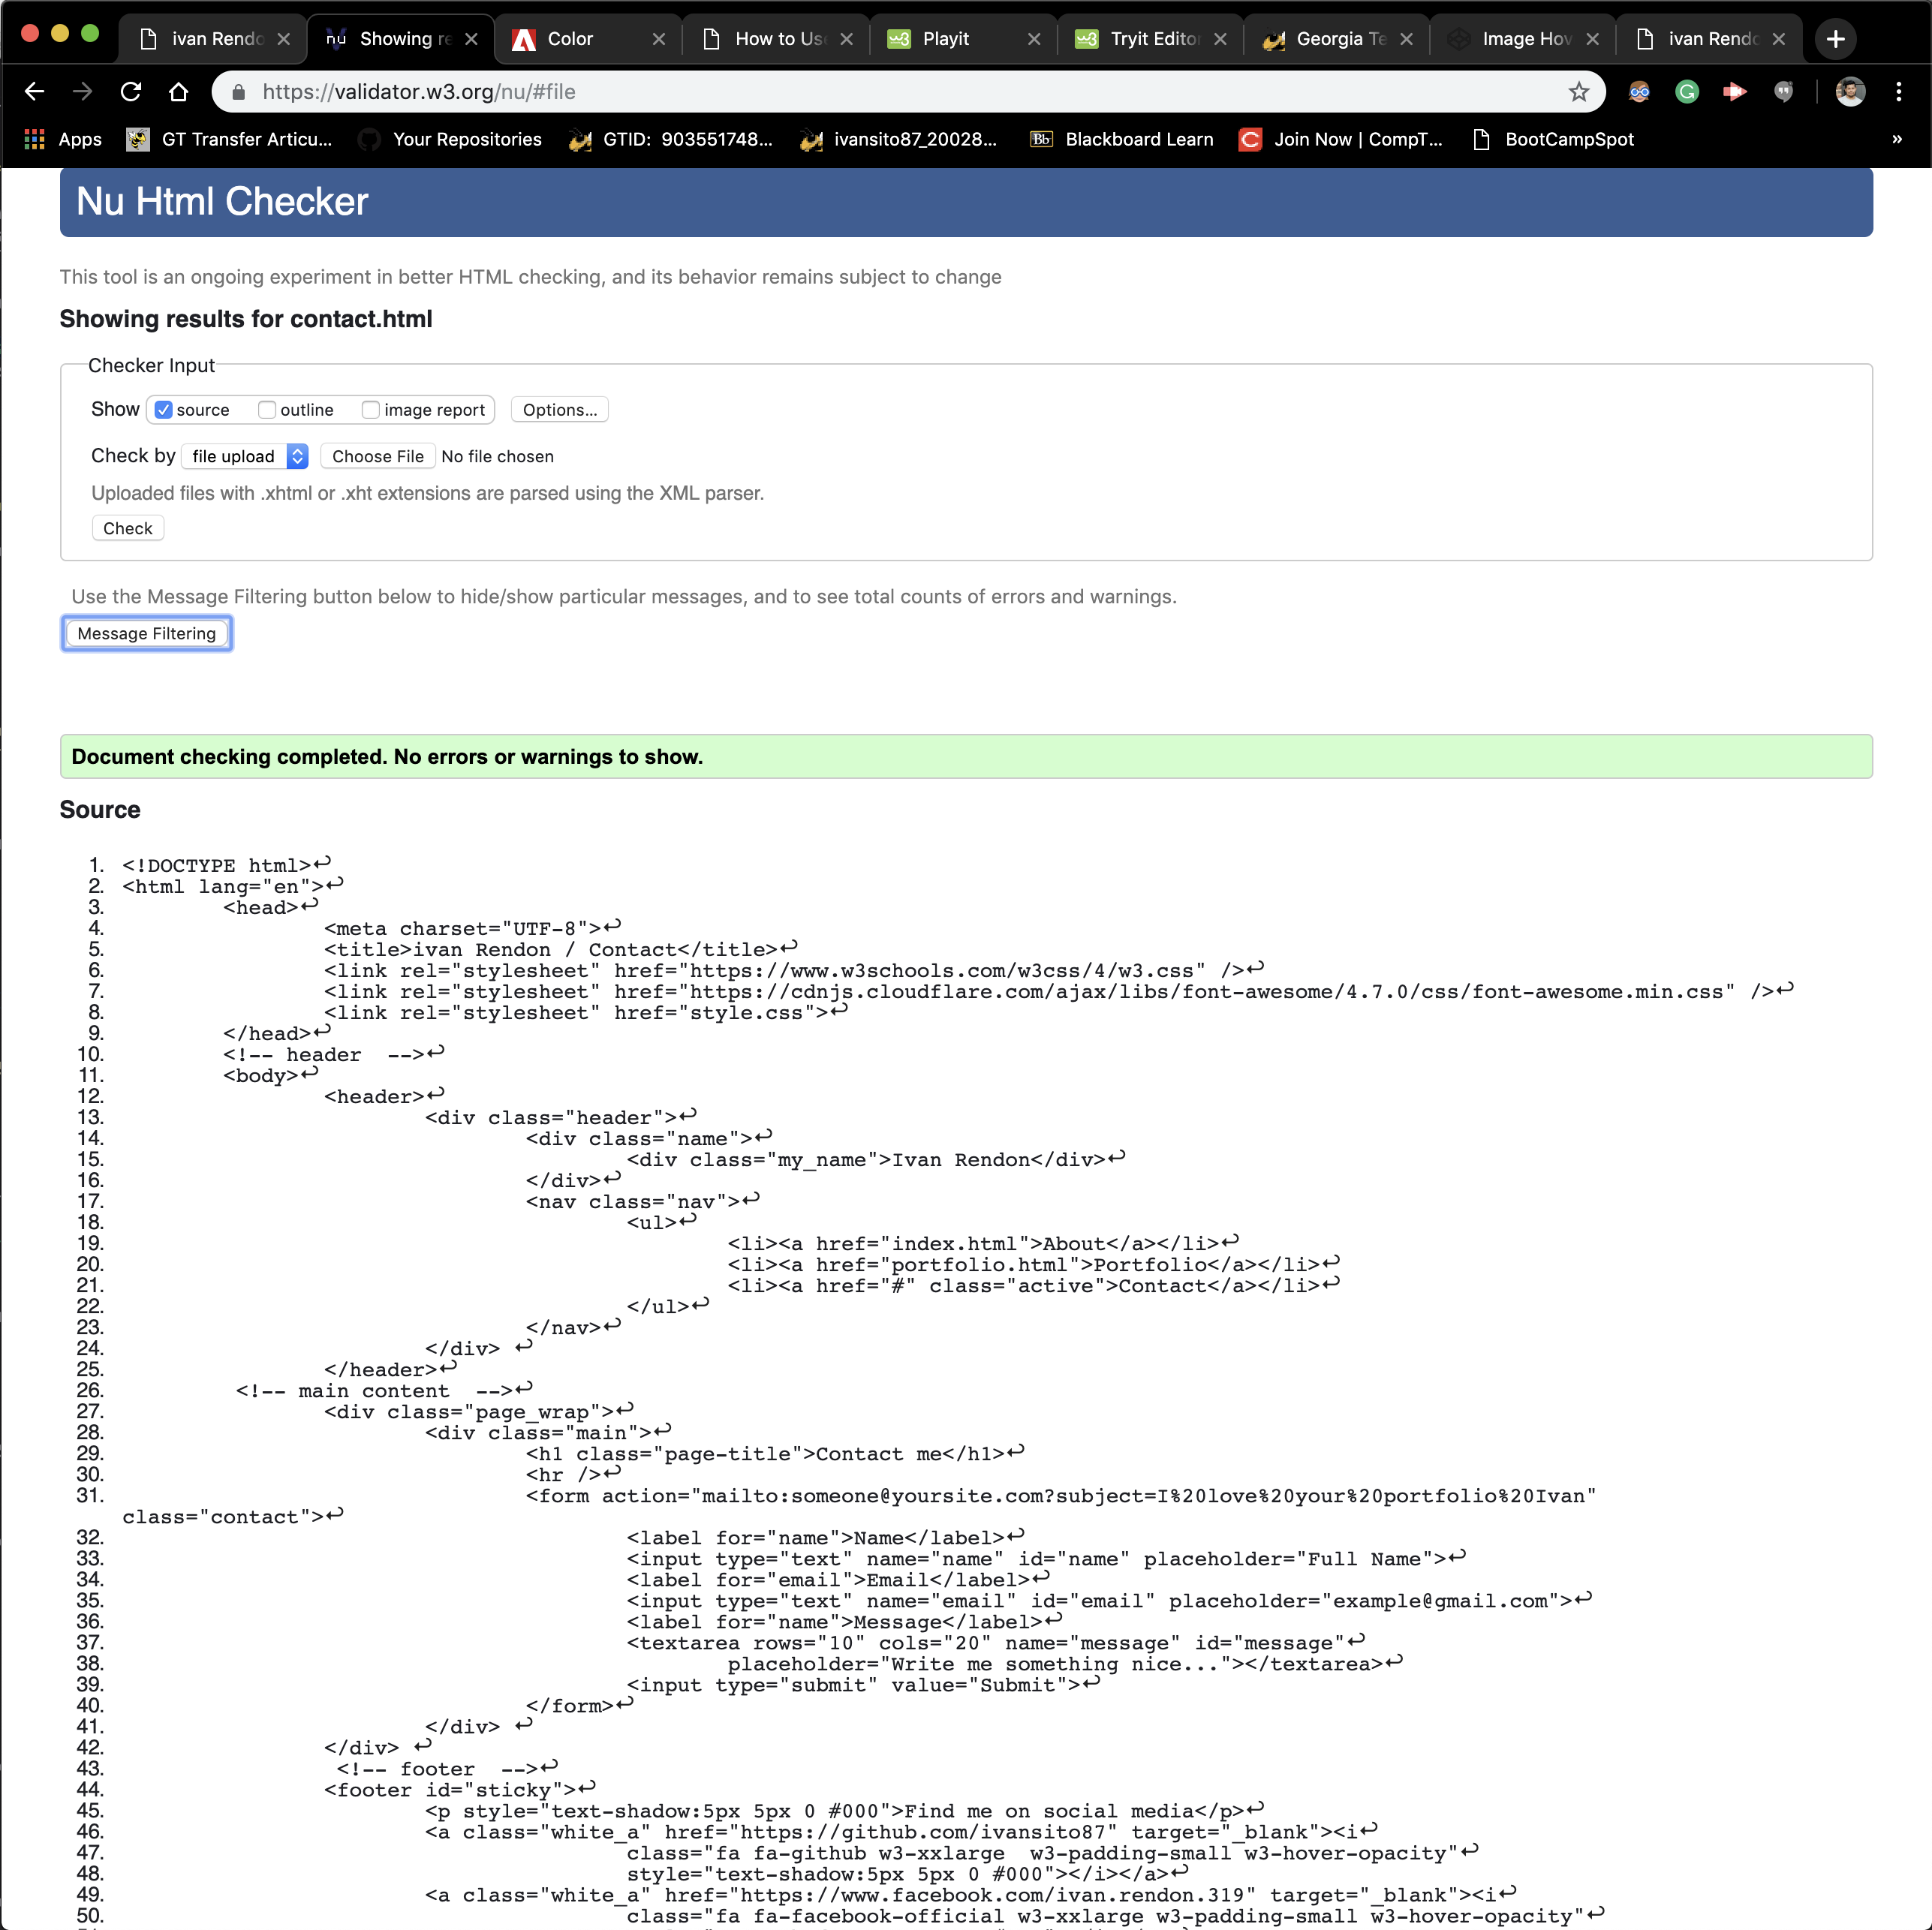 ivan Rendo
nu Showing re
Color
How to Use
Playit
Tryit Editor
Georgia Te
Image Hov
ivan Rendo
https://validator.w3.org/nu/#file
Apps GT Transfer Articu... Your Repositories GTID: 903551748... ivansito87_20028... Bb Blackboard Learn C Join Now | CompT... BootCampSpot »
Nu Html Checker
This tool is an ongoing experiment in better HTML checking, and its behavior remains subject to change
Showing results for contact.html
Checker Input
Show source outline image report Options...
Check by file upload Choose File No file chosen
Uploaded files with .xhtml or .xht extensions are parsed using the XML parser.
Check
Use the Message Filtering button below to hide/show particular messages, and to see total counts of errors and warnings.
Message Filtering
Document checking completed. No errors or warnings to show.
Source
1. <!DOCTYPE html>↩
2. <html lang="en">↩
3. <head>↩
4. <meta charset="UTF-8">↩
5. <title>ivan Rendon / Contact</title>↩
6. <link rel="stylesheet" href="https://www.w3schools.com/w3css/4/w3.css" />↩
7. <link rel="stylesheet" href="https://cdnjs.cloudflare.com/ajax/libs/font-awesome/4.7.0/css/font-awesome.min.css" />↩
8. <link rel="stylesheet" href="style.css">↩
9. </head>↩
10. <!-- header  -->↩
11. <body>↩
12. <header>↩
13. <div class="header">↩
14. <div class="name">↩
15. <div class="my_name">Ivan Rendon</div>↩
16. </div>↩
17. <nav class="nav">↩
18. <ul>↩
19. <li><a href="index.html">About</a></li>↩
20. <li><a href="portfolio.html">Portfolio</a></li>↩
21. <li><a href="#" class="active">Contact</a></li>↩
22. </ul>↩
23. </nav>↩
24. </div> ↩
25. </header>↩
26. <!-- main content  -->↩
27. <div class="page_wrap">↩
28. <div class="main">↩
29. <h1 class="page-title">Contact me</h1>↩
30. <hr />↩
31. <form action="mailto:someone@yoursite.com?subject=I%20love%20your%20portfolio%20Ivan"
class="contact">↩
32. <label for="name">Name</label>↩
33. <input type="text" name="name" id="name" placeholder="Full Name">↩
34. <label for="email">Email</label>↩
35. <input type="text" name="email" id="email" placeholder="example@gmail.com">↩
36. <label for="name">Message</label>↩
37. <textarea rows="10" cols="20" name="message" id="message"↩
38. placeholder="Write me something nice..."></textarea>↩
39. <input type="submit" value="Submit">↩
40. </form>↩
41. </div> ↩
42. </div> ↩
43. <!-- footer  -->↩
44. <footer id="sticky">↩
45. <p style="text-shadow:5px 5px 0 #000">Find me on social media</p>↩
46. <a class="white_a" href="https://github.com/ivansito87" target="_blank"><i↩
47. class="fa fa-github w3-xxlarge  w3-padding-small w3-hover-opacity"↩
48. style="text-shadow:5px 5px 0 #000"></i></a>↩
49. <a class="white_a" href="https://www.facebook.com/ivan.rendon.319" target="_blank"><i↩
50. class="fa fa-facebook-official w3-xxlarge w3-padding-small w3-hover-opacity"↩